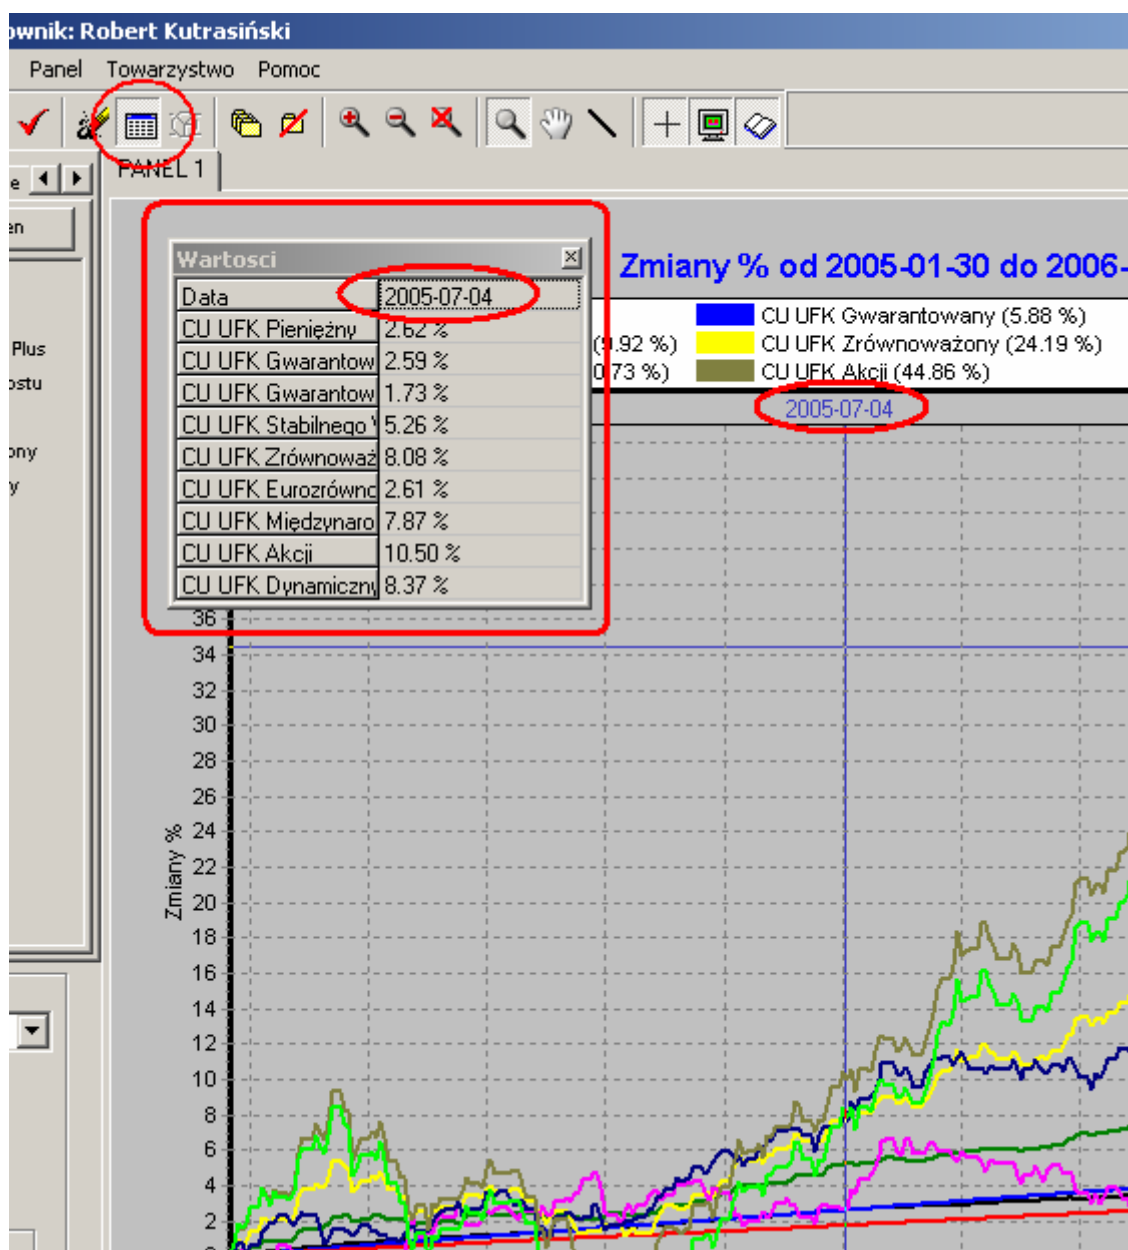 ownik: Robert Kutrasiński
Panel Towarzystwo Pomoc
PANEL 1
e
en
Plus
ostu
ony
y
Wartosci
Data 2005-07-04
CU UFK Pieniężny 2.62 %
CU UFK Gwarantow 2.59 %
CU UFK Gwarantow 1.73 %
CU UFK Stabilnego 5.26 %
CU UFK Zrównoważ 8.08 %
CU UFK Eurozrówno 2.61 %
CU UFK Międzynaro 7.87 %
CU UFK Akcji 10.50 %
CU UFK Dynamiczny 8.37 %
Zmiany % od 2005-01-30 do 2006-
CU UFK Gwarantowany (5.88 %)
.92 %) CU UFK Zrównoważony (24.19 %)
0.73 %) CU UFK Akcji (44.86 %)
2005-07-04
Zmiany %
36
34
32
30
28
26
24
22
20
18
16
14
12
10
8
6
4
2